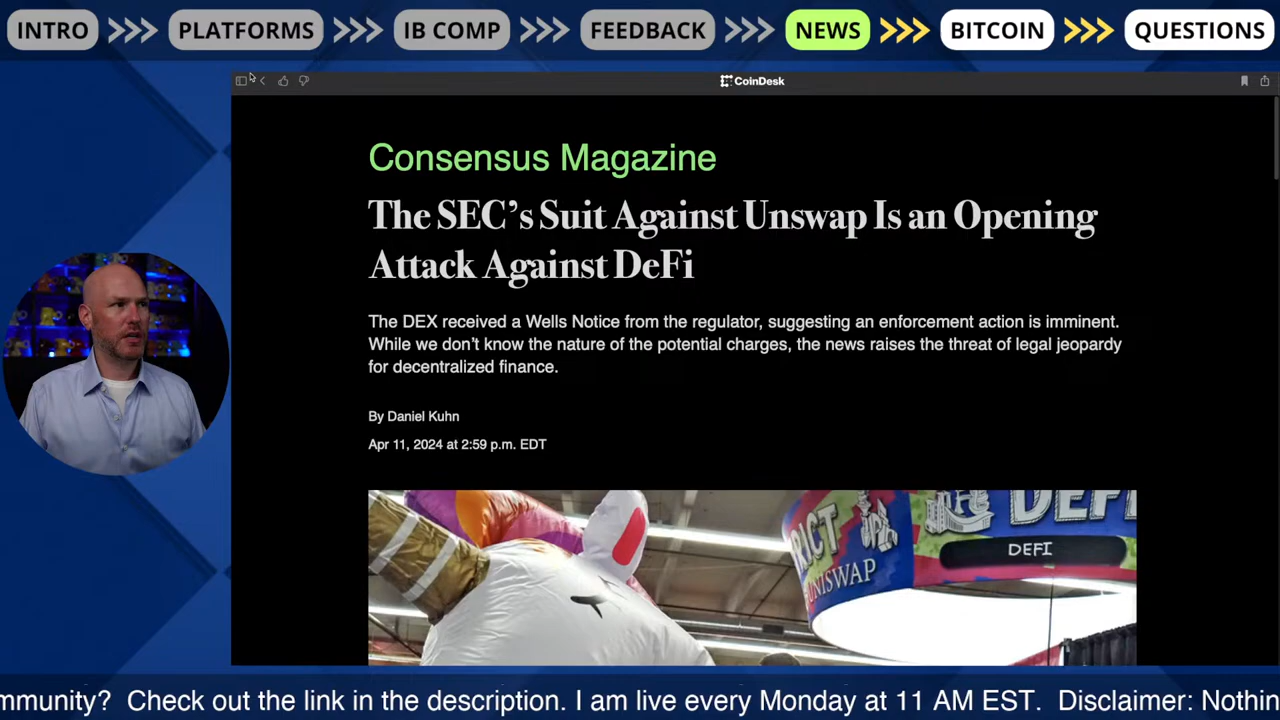 INTRO
PLATFORMS
IB COMP
FEEDBACK
NEWS
BITCOIN
QUESTIONS
CoinDesk
Consensus Magazine
The SEC’s Suit Against Unswap Is an Opening
Attack Against DeFi
The DEX received a Wells Notice from the regulator, suggesting an enforcement action is imminent.
While we don’t know the nature of the potential charges, the news raises the threat of legal jeopardy
for decentralized finance.
By Daniel Kuhn
Apr 11, 2024 at 2:59 p.m. EDT
RICT
UNISWAP
DEFI
DEFI
mmunity? Check out the link in the description. I am live every Monday at 11 AM EST. Disclaimer: Nothin